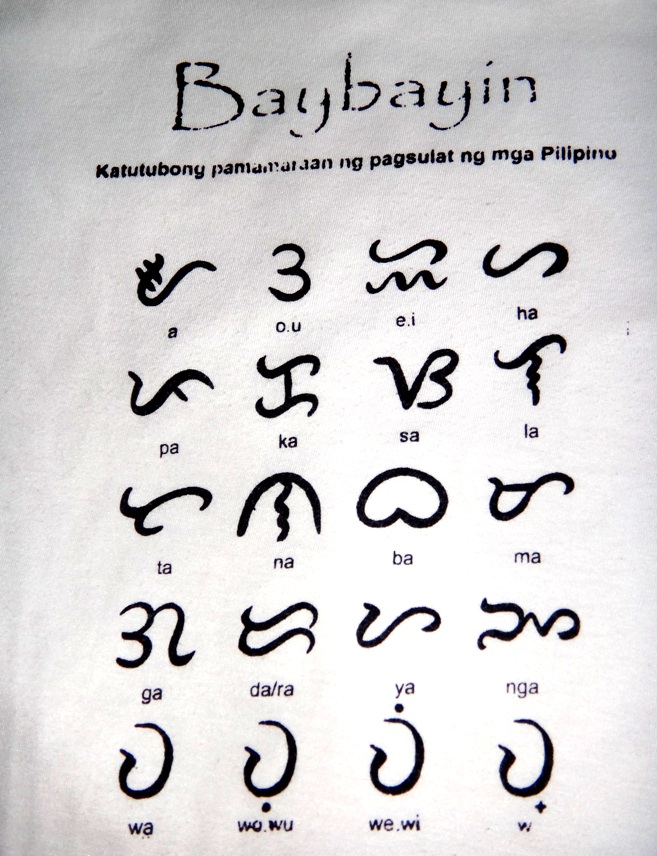 Baybayin
Katutubong pamamaraan ng pagsulat ng mga Pilipino
ᜀ ᜂ ᜁ ᜑ
a o.u e.i ha
ᜉ ᜃ ᜐ ᜎ
pa ka sa la
ᜆ ᜈ ᜊ ᜋ
ta na ba ma
ᜄ ᜇ ᜌ ᜅ
ga da/ra ya nga
ᜏ ᜏᜓ ᜏᜒ ᜏ᜔
wa wo.wu we.wi w